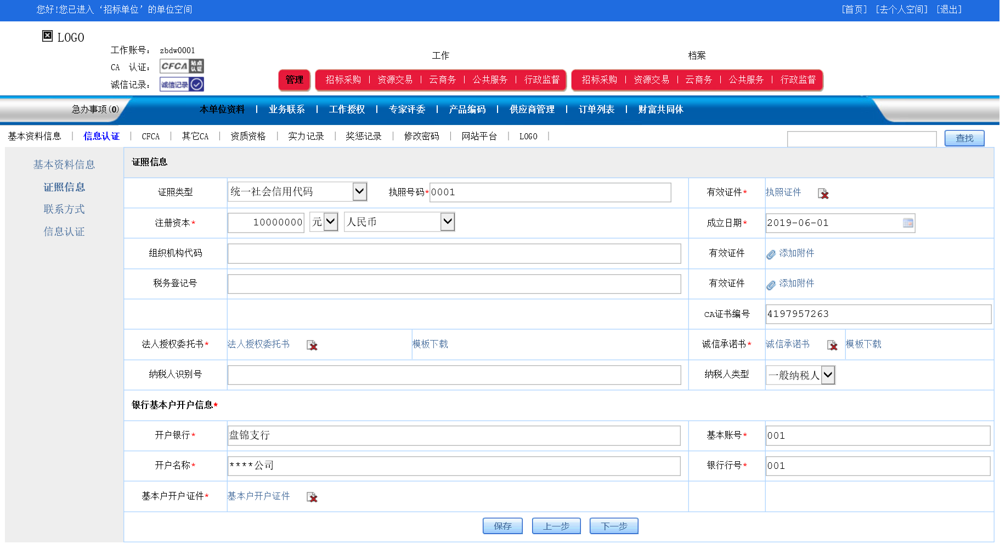 您好!您已进入‘招标单位’的单位空间 [首页] [去个人空间] [退出]
LOGO
工作账号： zbdw0001
CA 认证： CFCA 站点认证
诚信记录： 诚信记录
工作 档案
管理 招标采购 | 资源交易 | 云商务 | 公共服务 | 行政监督 招标采购 | 资源交易 | 云商务 | 公共服务 | 行政监督
急办事项(0) 本单位资料 | 业务联系 | 工作授权 | 专家评委 | 产品编码 | 供应商管理 | 订单列表 | 财富共同体
基本资料信息 | 信息认证 | CFCA | 其它CA | 资质资格 | 实力记录 | 奖惩记录 | 修改密码 | 网站平台 | LOGO | 查找
基本资料信息
证照信息
联系方式
信息认证
证照信息
证照类型 统一社会信用代码 执照号码* 0001 有效证件* 执照证件
注册资本* 10000000 元 人民币 成立日期* 2019-06-01
组织机构代码 有效证件 添加附件
税务登记号 有效证件 添加附件
CA证书编号 4197957263
法人授权委托书* 法人授权委托书 模板下载 诚信承诺书* 诚信承诺书 模板下载
纳税人识别号 纳税人类型 一般纳税人
银行基本户开户信息*
开户银行* 盘锦支行 基本账号* 001
开户名称* ****公司 银行行号* 001
基本户开户证件* 基本户开户证件
保存 上一步 下一步